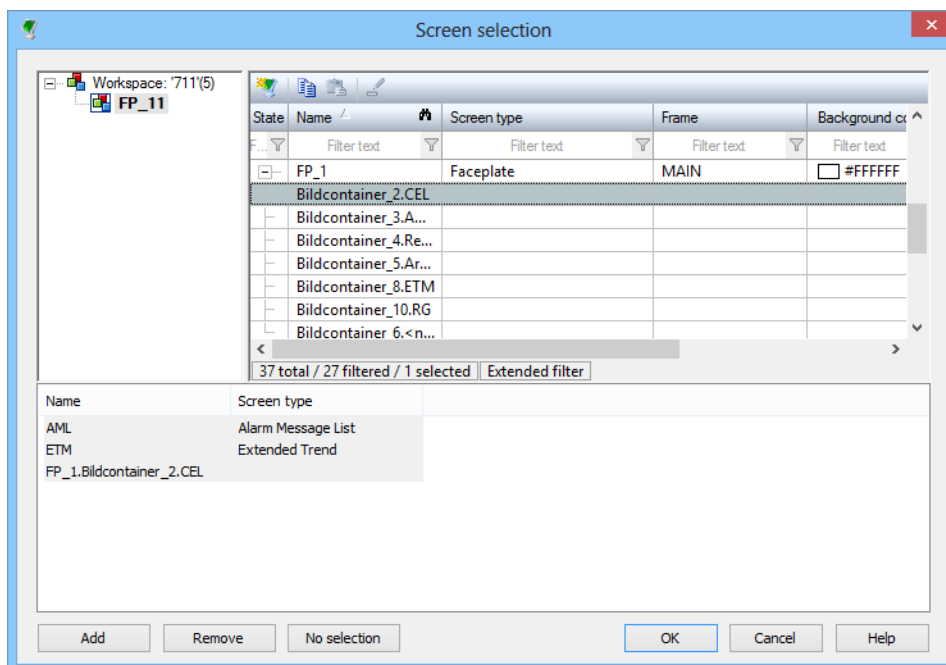 Screen selection
Workspace: '711'(5)
FP_11
State Name Screen type Frame Background cc
F... Filter text Filter text Filter text Filter text
FP_1 Faceplate MAIN #FFFFFF
Bildcontainer_2.CEL
Bildcontainer_3.A...
Bildcontainer_4.Re...
Bildcontainer_5.Ar...
Bildcontainer_8.ETM
Bildcontainer_10.RG
Bildcontainer_6.<n...
37 total / 27 filtered / 1 selected Extended filter
Name Screen type
AML Alarm Message List
ETM Extended Trend
FP_1.Bildcontainer_2.CEL
Add Remove No selection OK Cancel Help